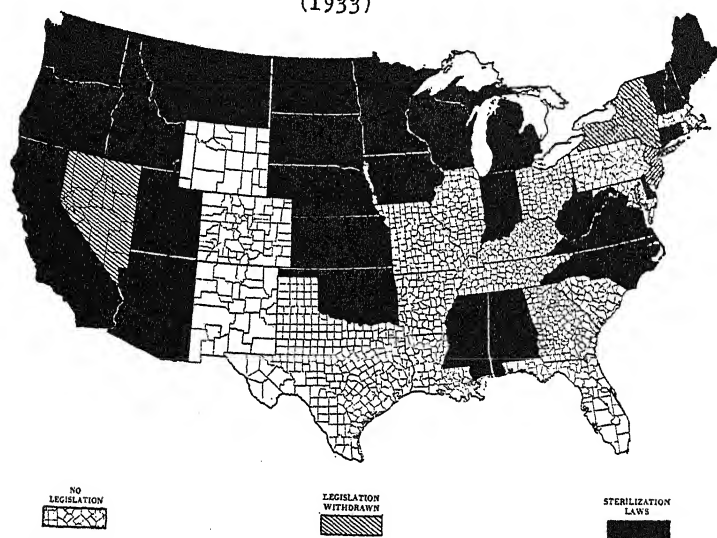 (1933)
NO
LEGISLATION
LEGISLATION
WITHDRAWN
STERILIZATION
LAWS